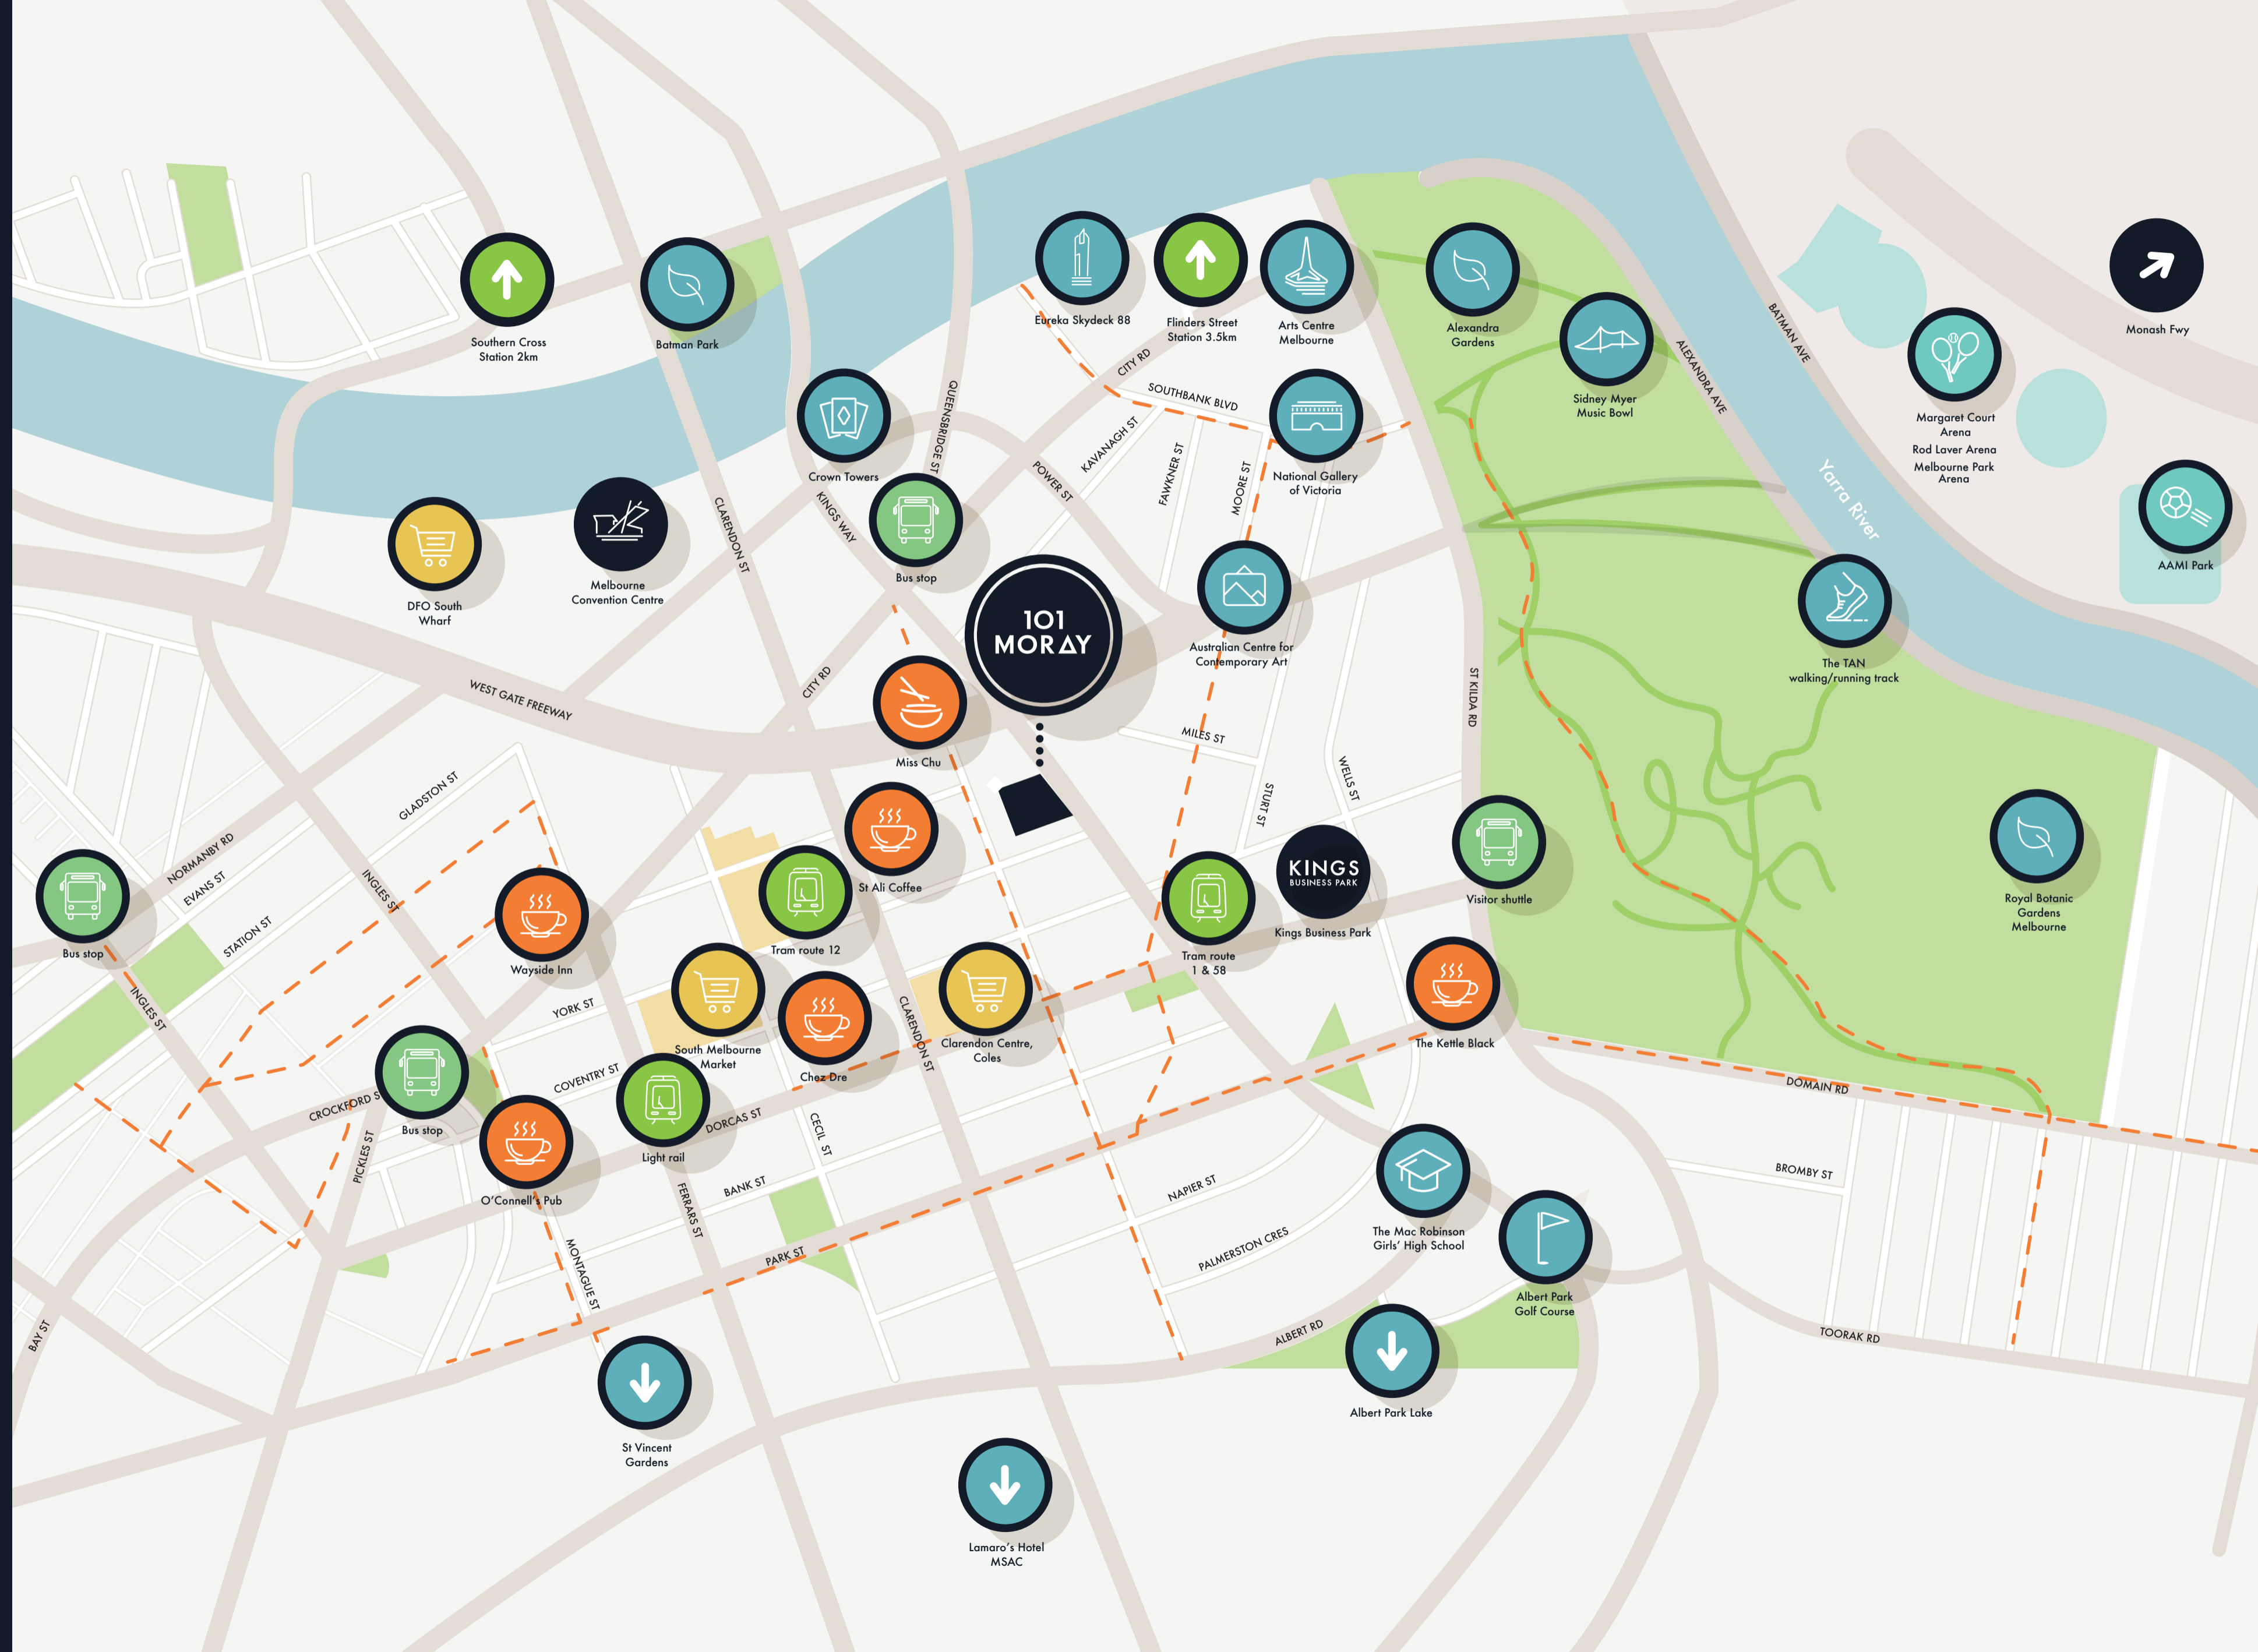 Southern Cross
Station 2km
Batman Park
Eureka Skydeck 88
Flinders Street
Station 3.5km
Arts Centre
Melbourne
Alexandra
Gardens
Sidney Myer
Music Bowl
BATMAN AVE
ALEXANDRA AVE
Monash Fwy
Margaret Court
Arena
Rod Laver Arena
Melbourne Park
Arena
AAMI Park
Yarra River
CITY RD
SOUTHBANK BLVD
QUEENSBRIDGE ST
KAVANAGH ST
FAWKNER ST
MOORE ST
POWER ST
Crown Towers
KINGS WAY
National Gallery
of Victoria
CLARENDON ST
Bus stop
DFO South
Wharf
Melbourne
Convention Centre
101
MORAY
Australian Centre for
Contemporary Art
The TAN
walking/running track
WEST GATE FREEWAY
CITY RD
Miss Chu
MILES ST
ST KILDA RD
WELLS ST
STURT ST
GLADSTON ST
NORMANBY RD
EVANS ST
STATION ST
INGLES ST
Bus stop
INGLES ST
Wayside Inn
St Ali Coffee
Tram route 12
KINGS
BUSINESS PARK
Kings Business Park
Tram route
1 & 58
Visitor shuttle
Royal Botanic
Gardens
Melbourne
YORK ST
COVENTRY ST
South Melbourne
Market
Chez Dre
CLARENDON ST
Clarendon Centre,
Coles
The Kettle Black
DOMAIN RD
CROCKFORD S
Bus stop
PICKLES ST
O'Connell's Pub
Light rail
DORCAS ST
CECIL ST
BANK ST
FERRARS ST
MONTAGUE ST
PARK ST
NAPIER ST
PALMERSTON CRES
The Mac Robinson
Girls' High School
BROMBY ST
Albert Park
Golf Course
ALBERT RD
TOORAK RD
BAY ST
Albert Park Lake
St Vincent
Gardens
Lamaro's Hotel
MSAC